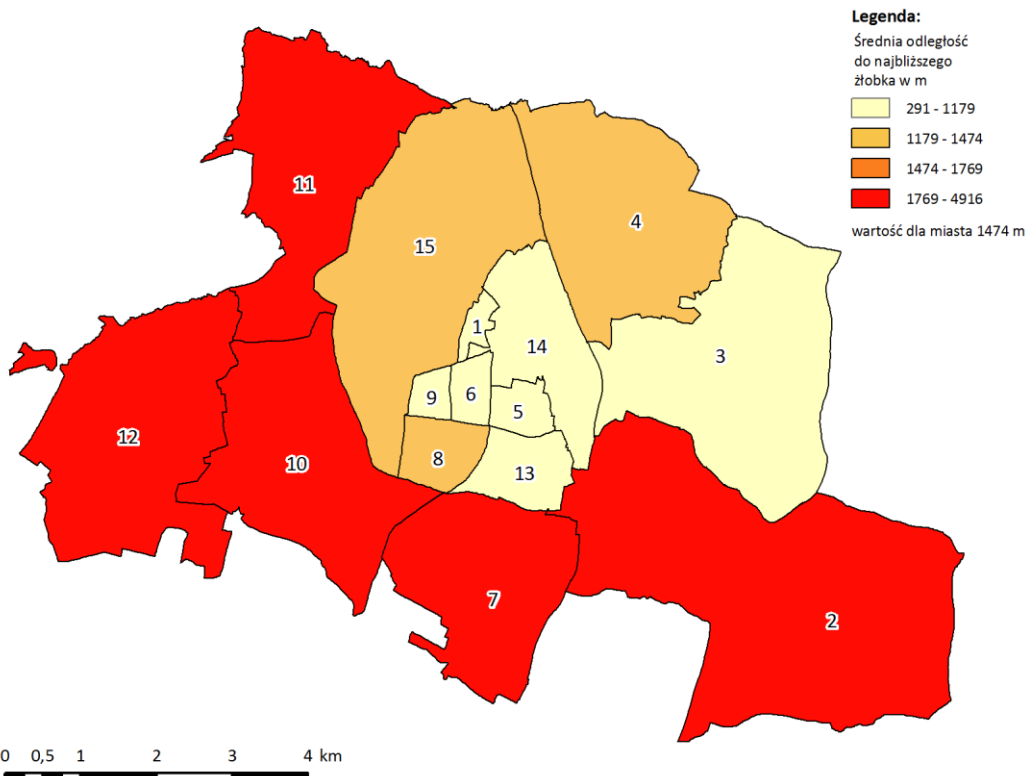 Legenda:
Średnia odległość
do najbliższego
żłobka w m
291 - 1179
1179 - 1474
1474 - 1769
1769 - 4916
wartość dla miasta 1474 m
11
4
15
1
14
3
6
9
5
12
8
10
13
7
2
0 0,5 1 2 3 4 km